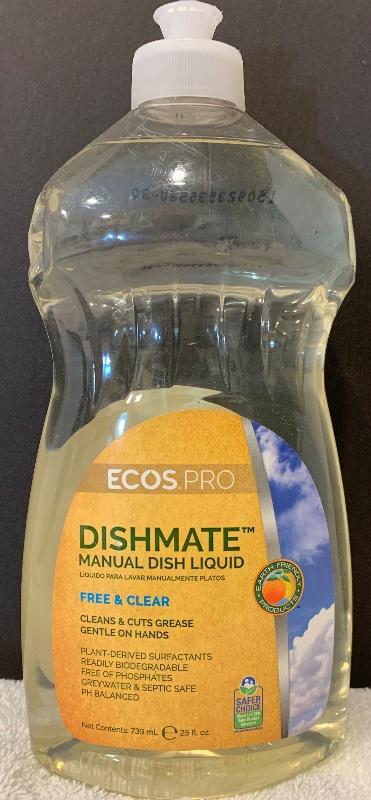 ECOS.PRO
DISHMATE™
MANUAL DISH LIQUID
LÍQUIDO PARA LAVAR MANUALMENTE PLATOS
FREE & CLEAR
CLEANS & CUTS GREASE
GENTLE ON HANDS
PLANT-DERIVED SURFACTANTS
READILY BIODEGRADABLE
FREE OF PHOSPHATES
GREYWATER & SEPTIC SAFE
PH BALANCED
Net Contents: 739 mL ℮ 25 fl. oz.
EARTH FRIENDLY PRODUCTS™
SAFER
CHOICE